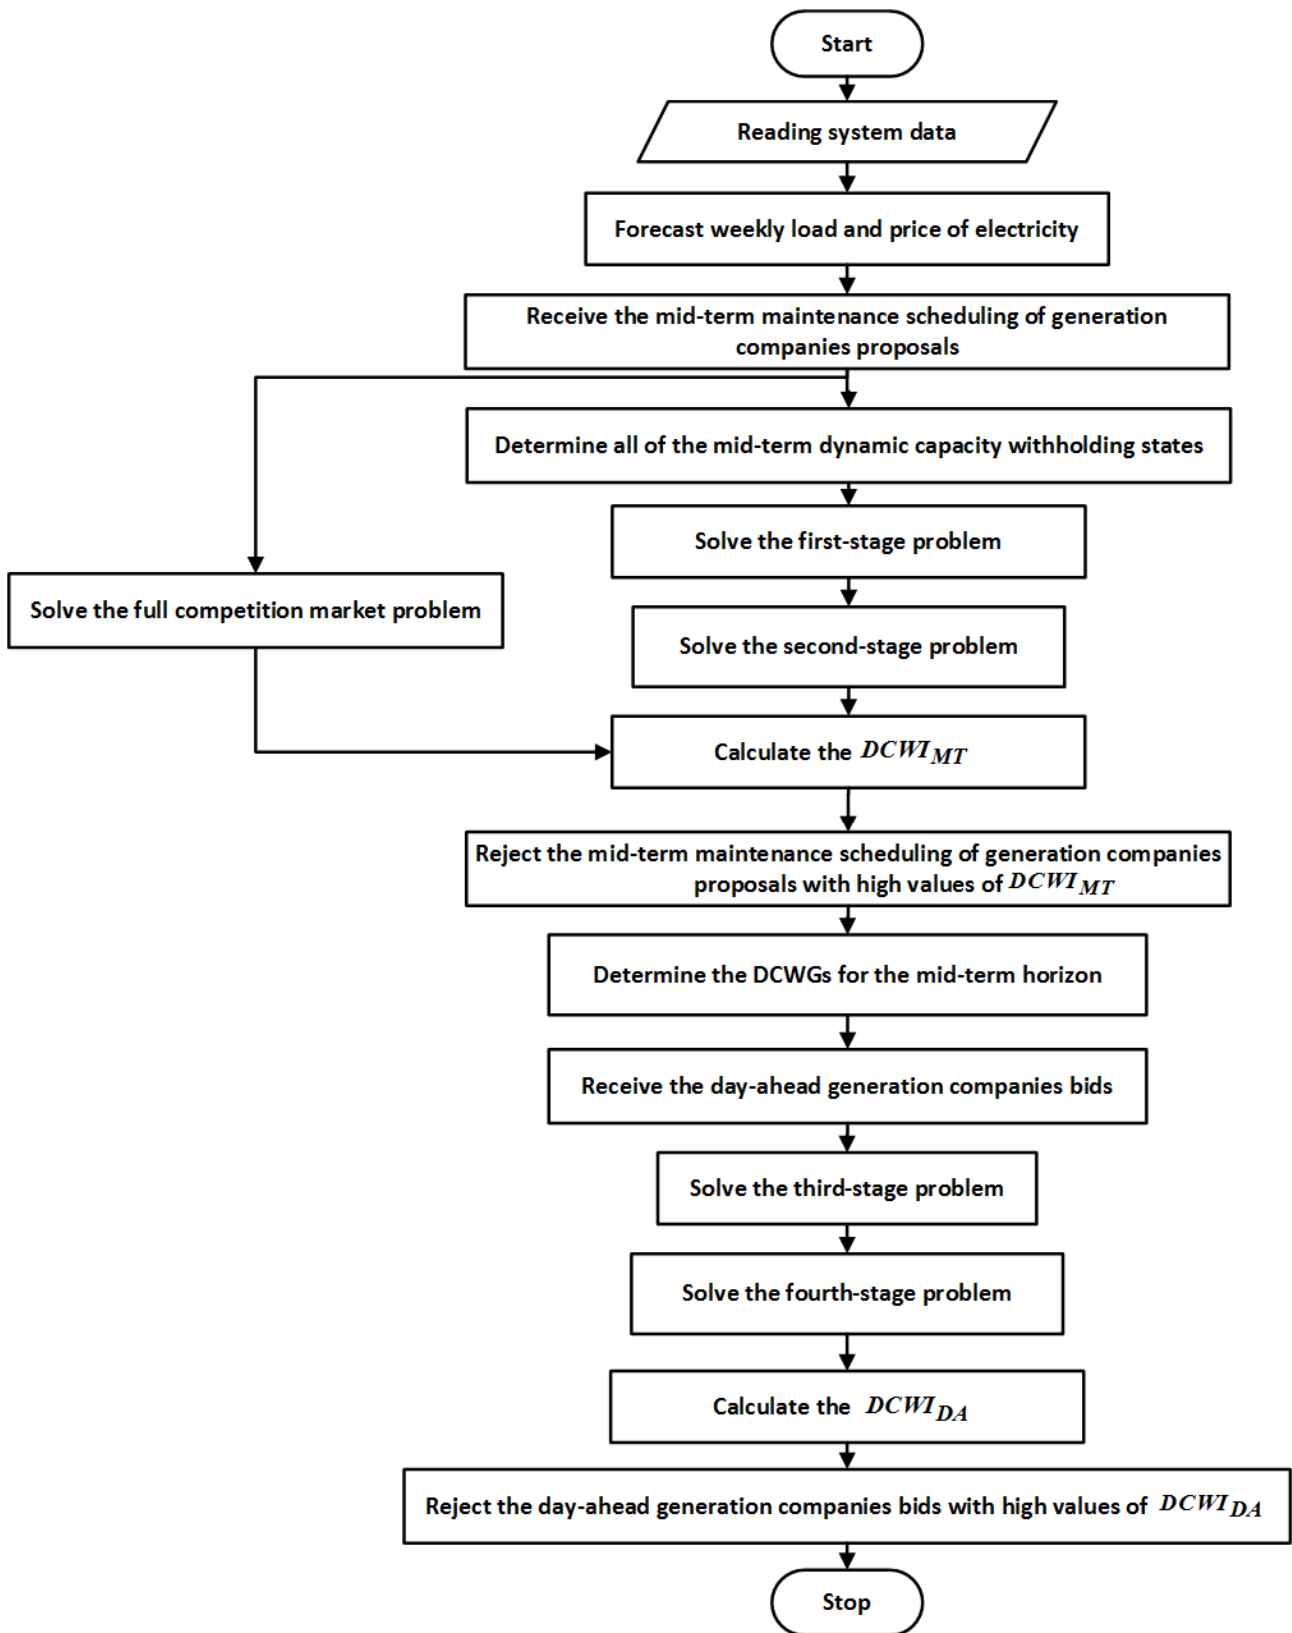 Start
Reading system data
Forecast weekly load and price of electricity
Receive the mid-term maintenance scheduling of generation
companies proposals
Determine all of the mid-term dynamic capacity withholding states
Solve the first-stage problem
Solve the full competition market problem
Solve the second-stage problem
Calculate the DCWI_MT
Reject the mid-term maintenance scheduling of generation companies
proposals with high values of DCWI_MT
Determine the DCWGs for the mid-term horizon
Receive the day-ahead generation companies bids
Solve the third-stage problem
Solve the fourth-stage problem
Calculate the DCWI_DA
Reject the day-ahead generation companies bids with high values of DCWI_DA
Stop